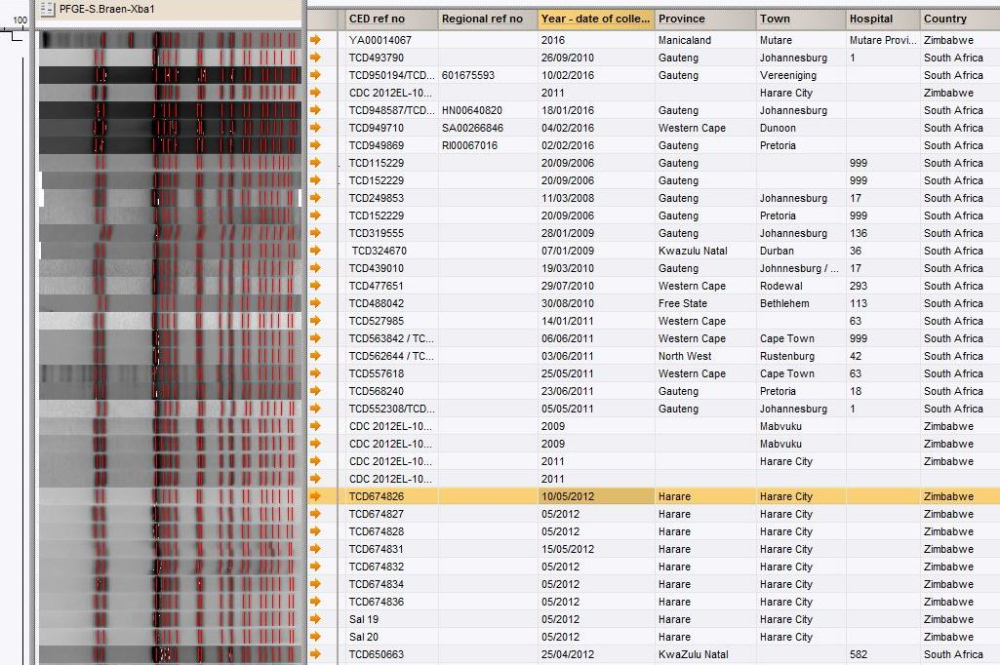 PFGE-S.Braen-Xba1
100
CED ref no Regional ref no Year - date of colle... Province Town Hospital Country
YA00014067 2016 Manicaland Mutare Mutare Provi... Zimbabwe
TCD493790 26/09/2010 Gauteng Johannesburg 1 South Africa
TCD950194/TCD... 601675593 10/02/2016 Gauteng Vereeniging South Africa
CDC 2012EL-10... 2011 Harare City South Africa
TCD948587/TCD... HN00640820 18/01/2016 Gauteng Johannesburg South Africa
TCD949710 SA00266846 04/02/2016 Western Cape Dunoon South Africa
TCD949869 RI00067016 02/02/2016 Gauteng Pretoria South Africa
TCD115229 20/09/2006 Gauteng 999 South Africa
TCD152229 20/09/2006 Gauteng 999 South Africa
TCD249853 11/03/2008 Gauteng Johannesburg 17 South Africa
TCD152229 20/09/2006 Gauteng Pretoria 999 South Africa
TCD319555 28/01/2009 Gauteng Johannesburg 136 South Africa
TCD324670 07/01/2009 Kwazulu Natal Durban 36 South Africa
TCD439010 19/03/2010 Gauteng Johnnesburg / ... 17 South Africa
TCD477651 29/07/2010 Western Cape Rodewal 293 South Africa
TCD488042 30/08/2010 Free State Bethlehem 113 South Africa
TCD527985 14/01/2011 Western Cape 63 South Africa
TCD563842 / TC... 06/06/2011 Western Cape Cape Town 999 South Africa
TCD562644 / TC... 03/06/2011 North West Rustenburg 42 South Africa
TCD557618 25/05/2011 Western Cape Cape Town 63 South Africa
TCD568240 23/06/2011 Gauteng Pretoria 18 South Africa
TCD552308/TCD... 05/05/2011 Gauteng Johannesburg 1 South Africa
CDC 2012EL-10... 2009 Mabvuku Zimbabwe
CDC 2012EL-10... 2009 Mabvuku Zimbabwe
CDC 2012EL-10... 2011 Harare City Zimbabwe
CDC 2012EL-10... 2011 Zimbabwe
TCD674826 10/05/2012 Harare Harare City Zimbabwe
TCD674827 05/2012 Harare Harare City Zimbabwe
TCD674828 05/2012 Harare Harare City Zimbabwe
TCD674831 15/05/2012 Harare Harare City Zimbabwe
TCD674832 05/2012 Harare Harare City Zimbabwe
TCD674834 05/2012 Harare Harare City Zimbabwe
TCD674836 05/2012 Harare Harare City Zimbabwe
Sal 19 05/2012 Harare Harare City Zimbabwe
Sal 20 05/2012 Harare Harare City Zimbabwe
TCD650663 25/04/2012 KwaZulu Natal 582 South Africa